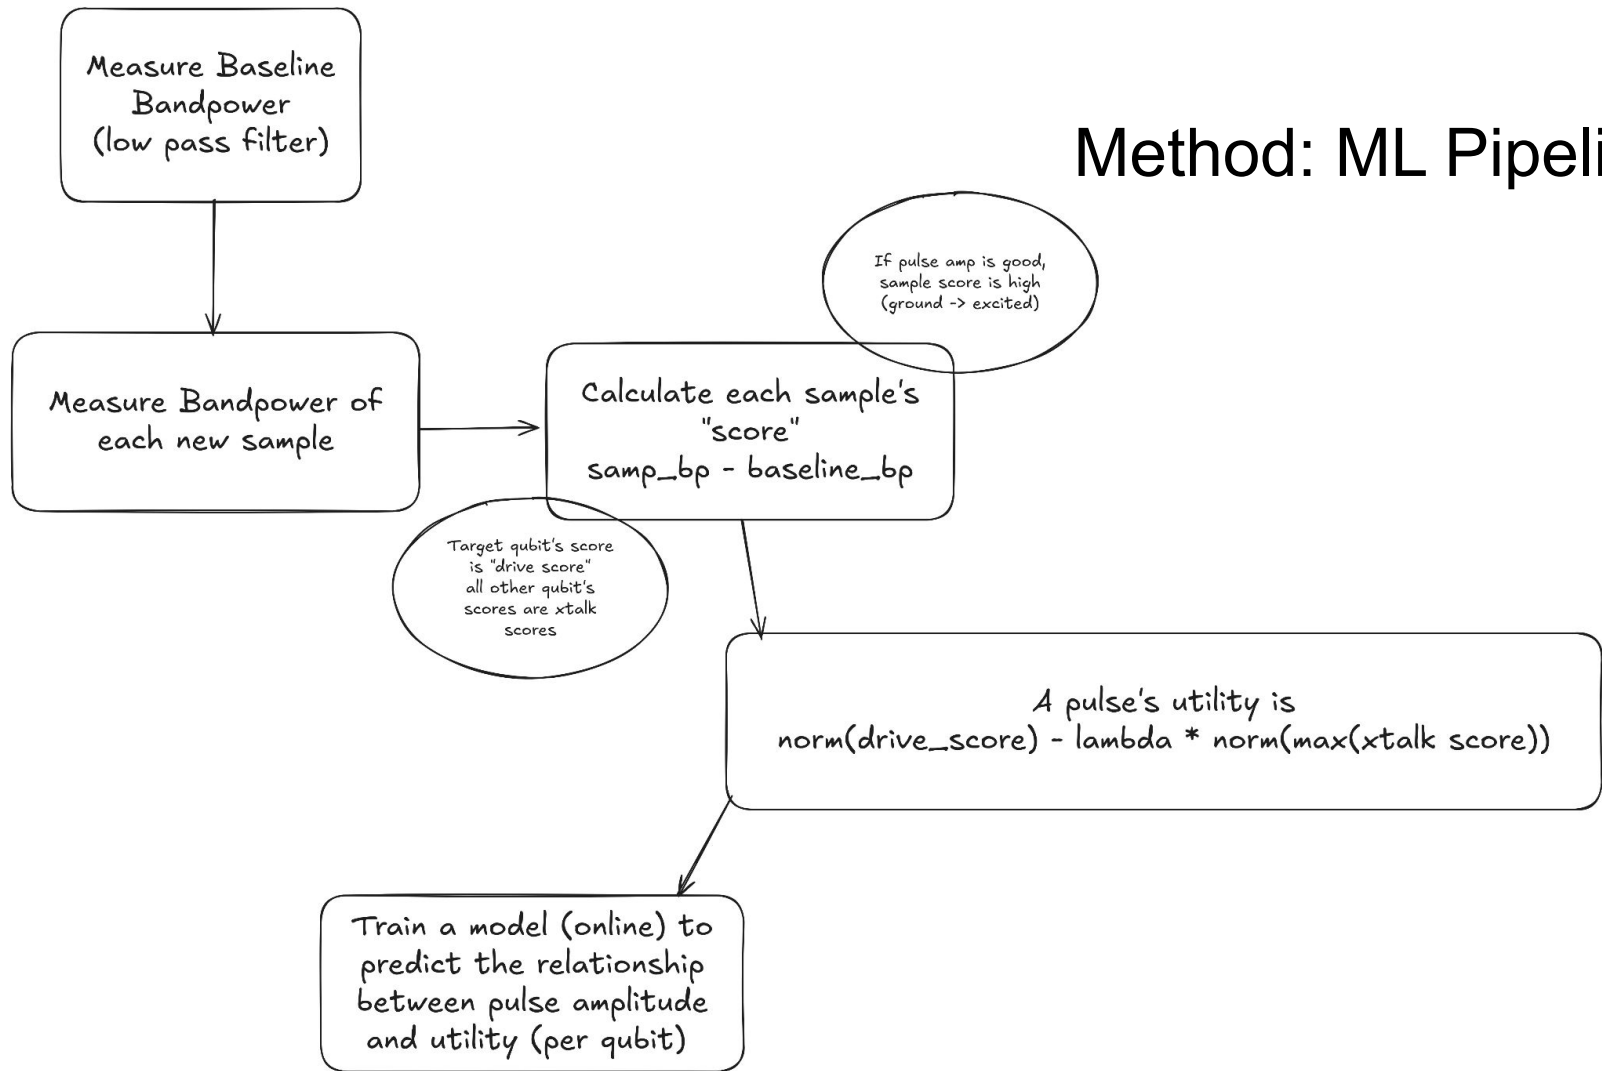 Measure Baseline
Bandpower
(low pass filter)
Method: ML Pipeli
If pulse amp is good,
sample score is high
(ground -> excited)
Measure Bandpower of
each new sample
Calculate each sample's
"score"
samp_bp - baseline_bp
Target qubit's score
is "drive score"
all other qubit's
scores are xtalk
scores
A pulse's utility is
norm(drive_score) - lambda * norm(max(xtalk score))
Train a model (online) to
predict the relationship
between pulse amplitude
and utility (per qubit)